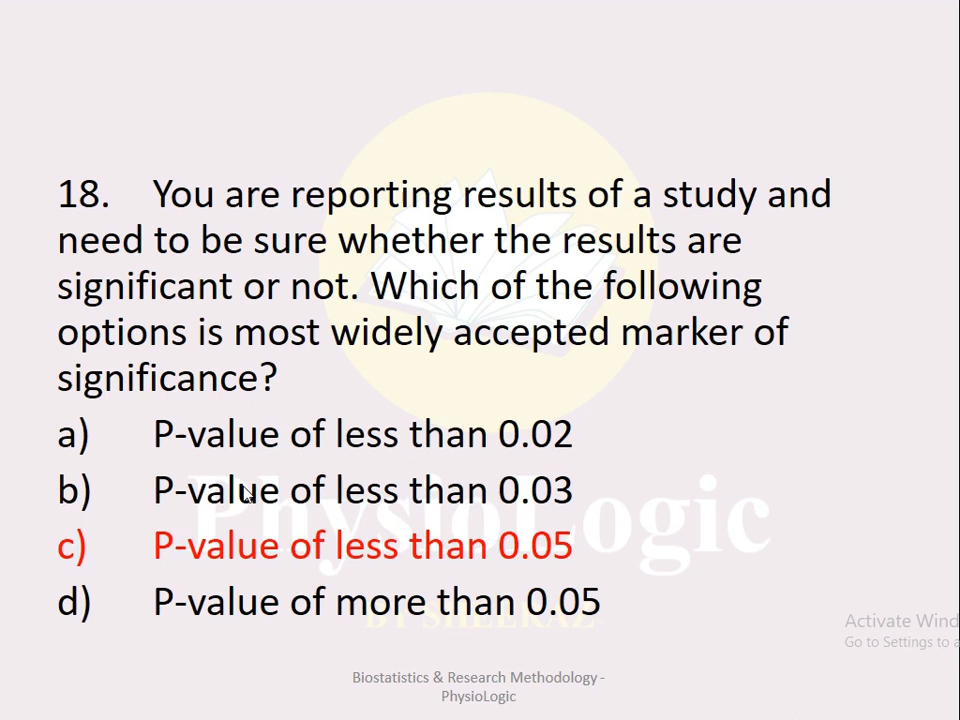 18. You are reporting results of a study and
need to be sure whether the results are
significant or not. Which of the following
options is most widely accepted marker of
significance?
a) P-value of less than 0.02
b) P-value of less than 0.03
c) P-value of less than 0.05
d) P-value of more than 0.05
PhysioLogic
BY SHEERAZ
Activate Wind
Go to Settings to a
Biostatistics & Research Methodology -
PhysioLogic